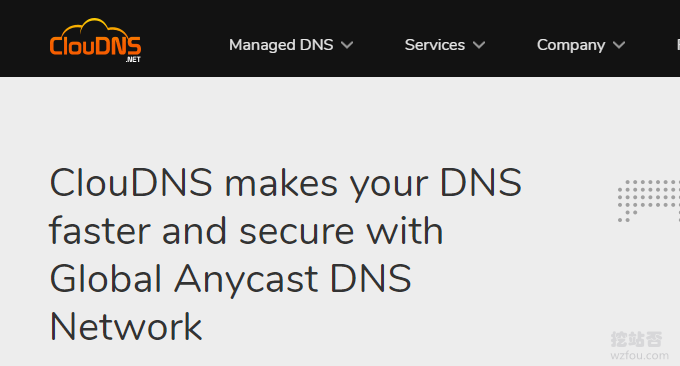 ClouDNS
.NET
Managed DNS
Services
Company
ClouDNS makes your DNS
faster and secure with
Global Anycast DNS
Network
挖站否
wzfou.com